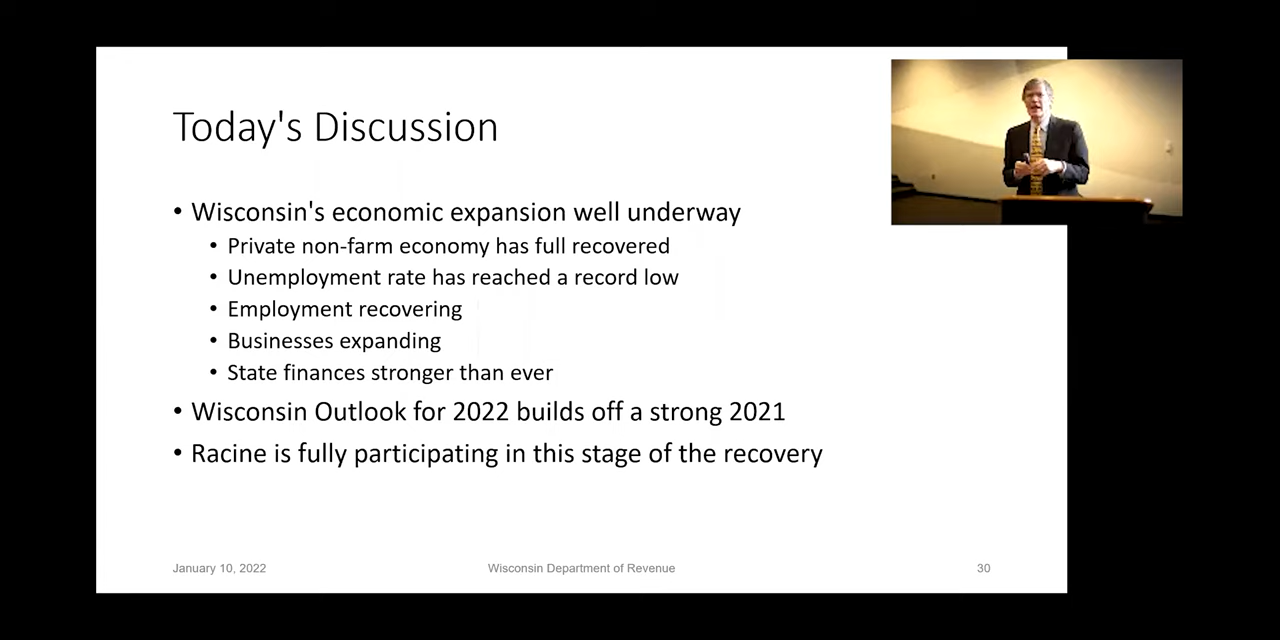 Today's Discussion
• Wisconsin's economic expansion well underway
• Private non-farm economy has full recovered
• Unemployment rate has reached a record low
• Employment recovering
• Businesses expanding
• State finances stronger than ever
• Wisconsin Outlook for 2022 builds off a strong 2021
• Racine is fully participating in this stage of the recovery
January 10, 2022 Wisconsin Department of Revenue 30